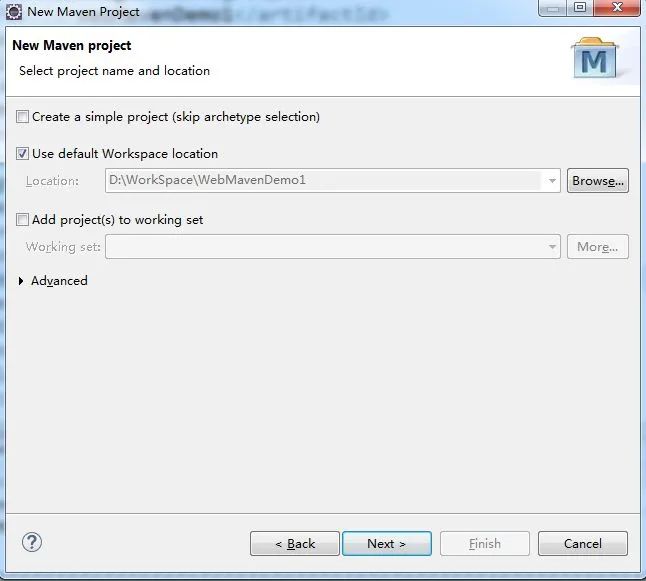 New Maven Project
</artifactId>
New Maven project
Select project name and location
M
Create a simple project (skip archetype selection)
Use default Workspace location
Location: D:\WorkSpace\WebMavenDemo1 Browse...
Add project(s) to working set
Working set: More...
Advanced
? < Back Next > Finish Cancel